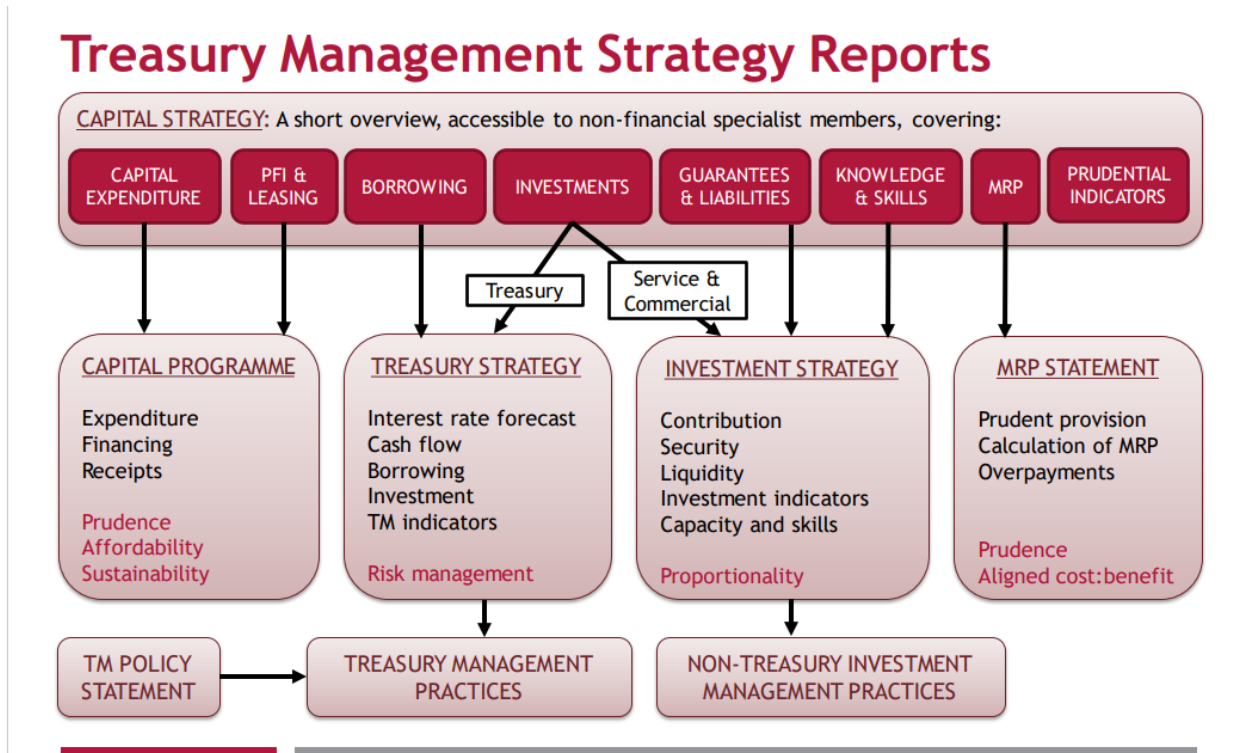 Treasury Management Strategy Reports
CAPITAL STRATEGY: A short overview, accessible to non-financial specialist members, covering:
CAPITAL
EXPENDITURE
PFI &
LEASING
BORROWING
INVESTMENTS
GUARANTEES
& LIABILITIES
KNOWLEDGE
& SKILLS
MRP
PRUDENTIAL
INDICATORS
Treasury
Service &
Commercial
CAPITAL PROGRAMME
Expenditure
Financing
Receipts
Prudence
Affordability
Sustainability
TREASURY STRATEGY
Interest rate forecast
Cash flow
Borrowing
Investment
TM indicators
Risk management
INVESTMENT STRATEGY
Contribution
Security
Liquidity
Investment indicators
Capacity and skills
Proportionality
MRP STATEMENT
Prudent provision
Calculation of MRP
Overpayments
Prudence
Aligned cost:benefit
TM POLICY
STATEMENT
TREASURY MANAGEMENT
PRACTICES
NON-TREASURY INVESTMENT
MANAGEMENT PRACTICES